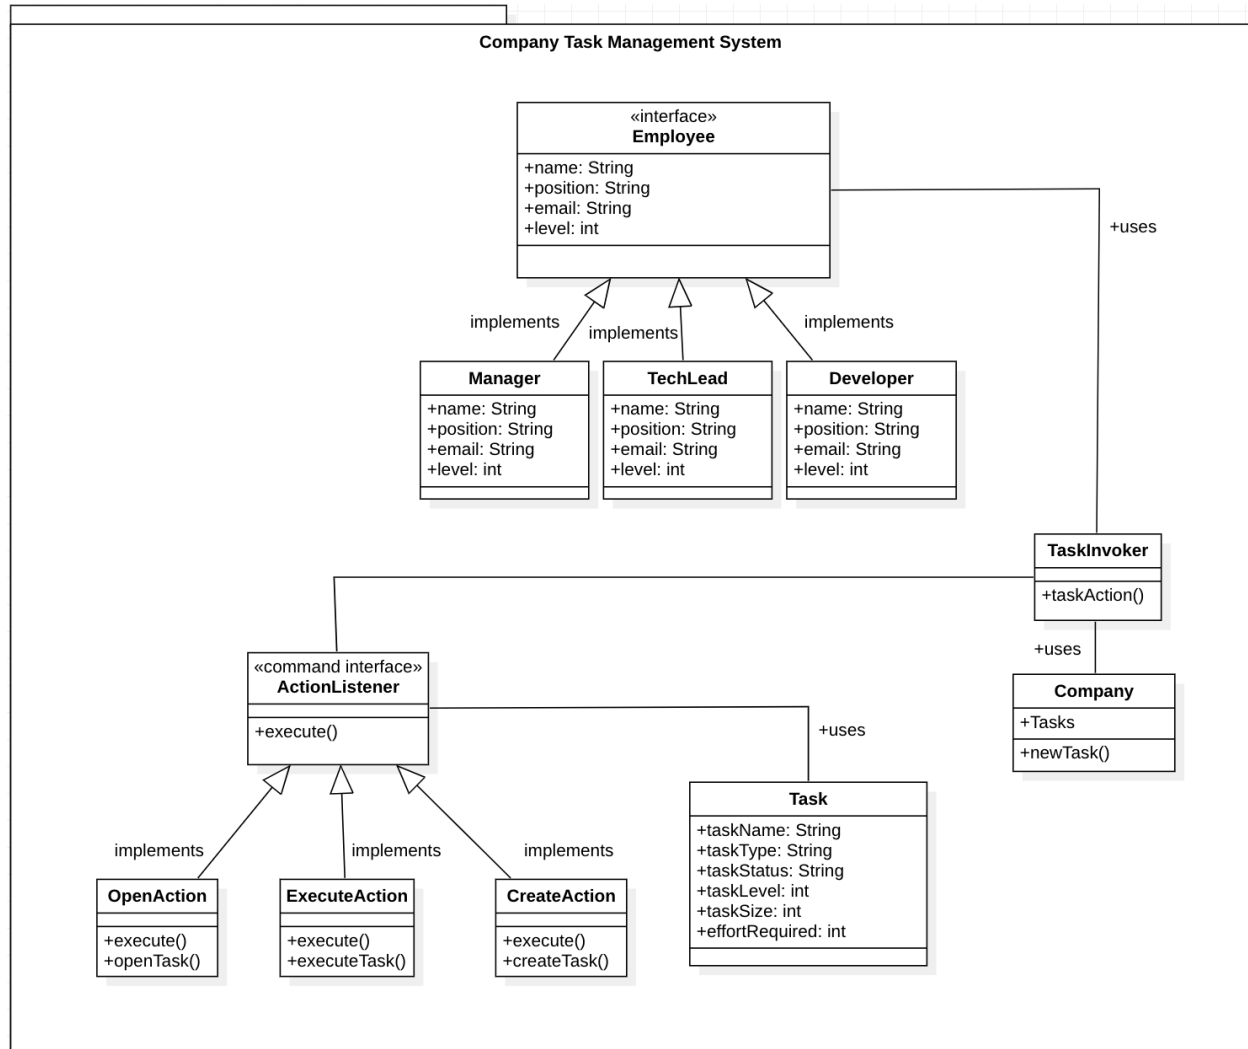 Company Task Management System
«interface»
Employee
+name: String
+position: String
+email: String
+level: int
+uses
implements
implements
implements
Manager
+name: String
+position: String
+email: String
+level: int
TechLead
+name: String
+position: String
+email: String
+level: int
Developer
+name: String
+position: String
+email: String
+level: int
TaskInvoker
+taskAction()
+uses
Company
+Tasks
+newTask()
«command interface»
ActionListener
+execute()
+uses
Task
+taskName: String
+taskType: String
+taskStatus: String
+taskLevel: int
+taskSize: int
+effortRequired: int
implements
implements
implements
OpenAction
+execute()
+openTask()
ExecuteAction
+execute()
+executeTask()
CreateAction
+execute()
+createTask()